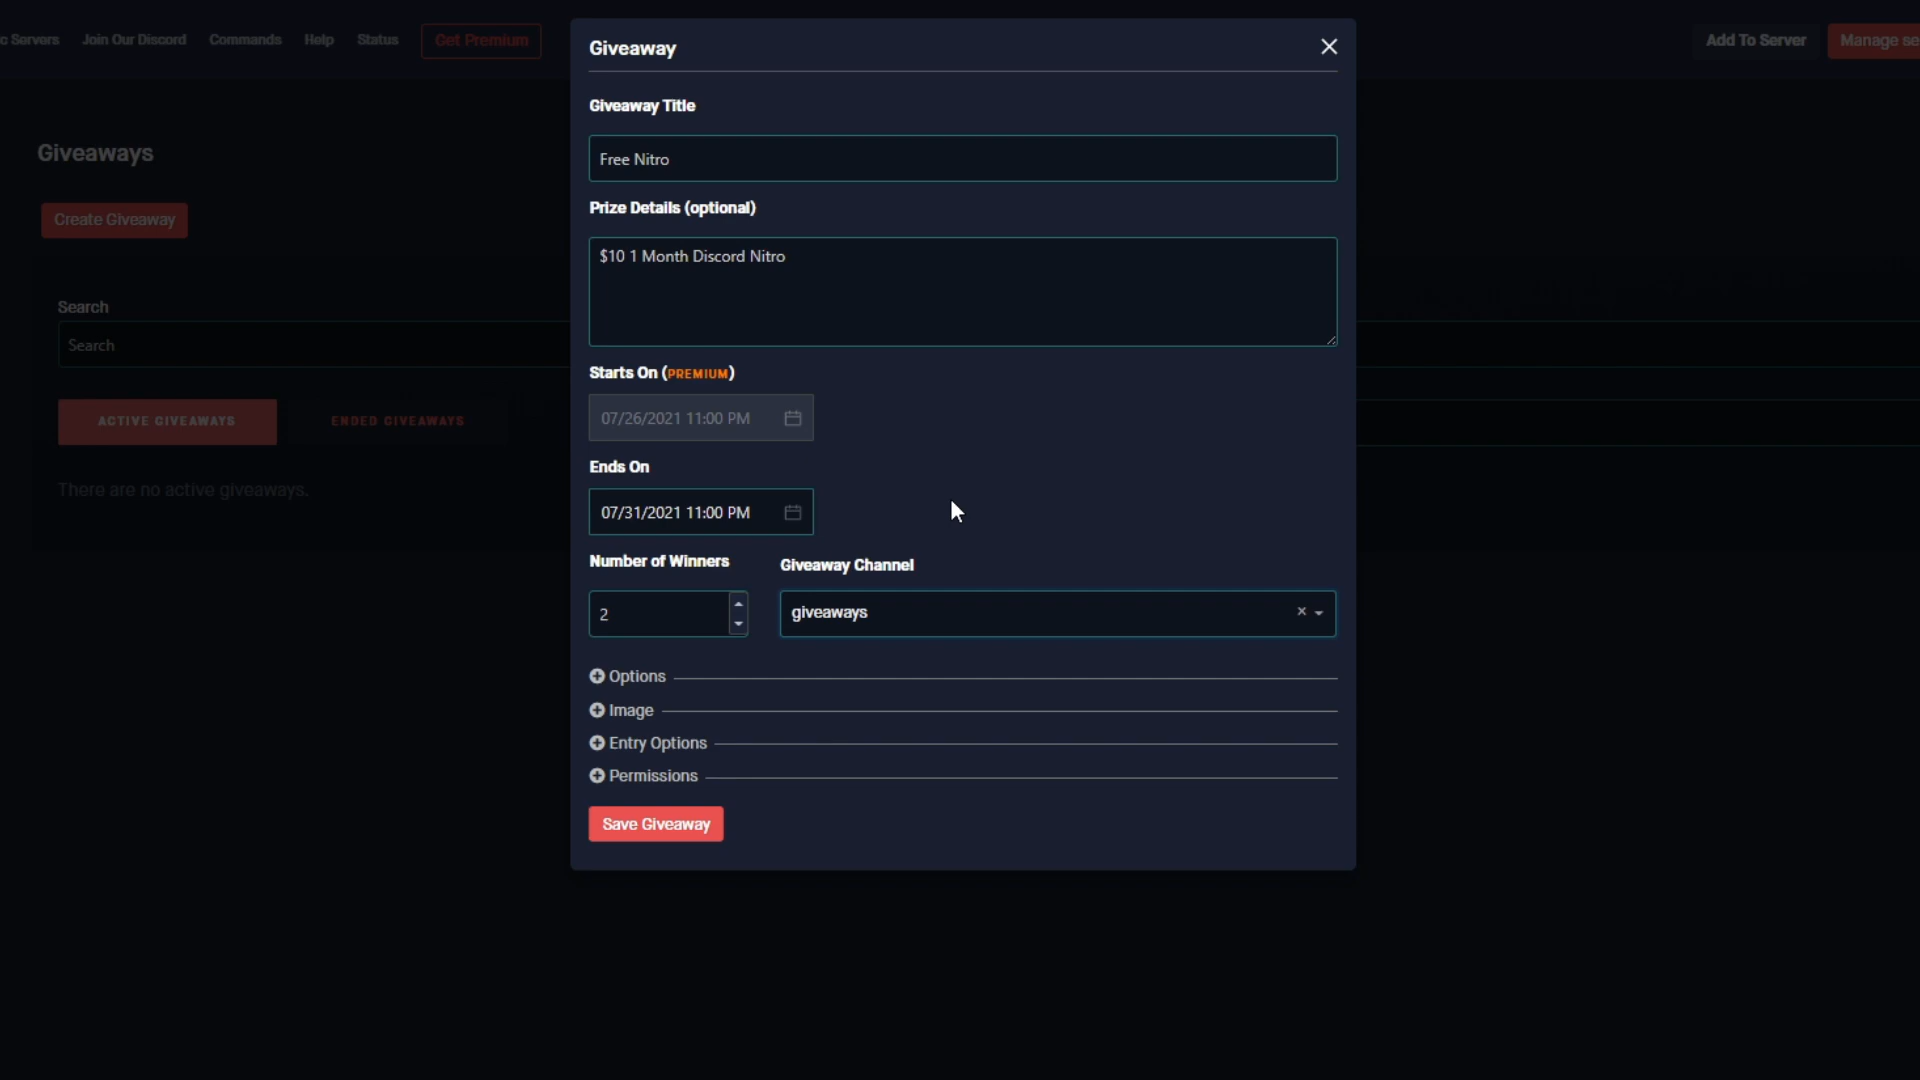 c Servers Join Our Discord Commands Help Status Get Premium
Add To Server Manage se
Giveaways
Create Giveaway
Search
Search
ACTIVE GIVEAWAYS ENDED GIVEAWAYS
There are no active giveaways.
Giveaway
Giveaway Title
Free Nitro
Prize Details (optional)
$10 1 Month Discord Nitro
Starts On (PREMIUM)
07/26/2021 11:00 PM
Ends On
07/31/2021 11:00 PM
Number of Winners Giveaway Channel
2 giveaways
Options
Image
Entry Options
Permissions
Save Giveaway